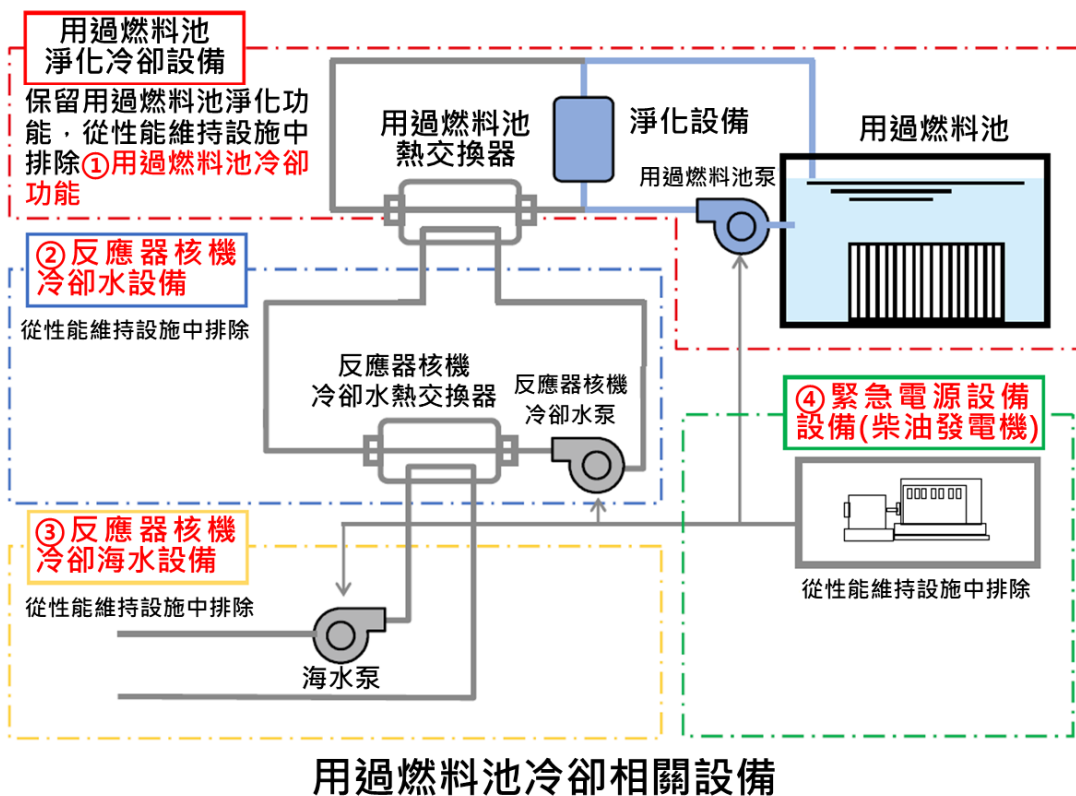 用過燃料池
淨化冷卻設備
保留用過燃料池淨化功
能，從性能維持設施中
排除①用過燃料池冷卻
功能
用過燃料池
熱交換器
淨化設備
用過燃料池泵
用過燃料池
②反應器核機
冷卻水設備
從性能維持設施中排除
反應器核機
冷卻水熱交換器
反應器核機
冷卻水泵
④緊急電源設備
設備(柴油發電機)
從性能維持設施中排除
③反應器核機
冷卻海水設備
從性能維持設施中排除
海水泵
用過燃料池冷卻相關設備